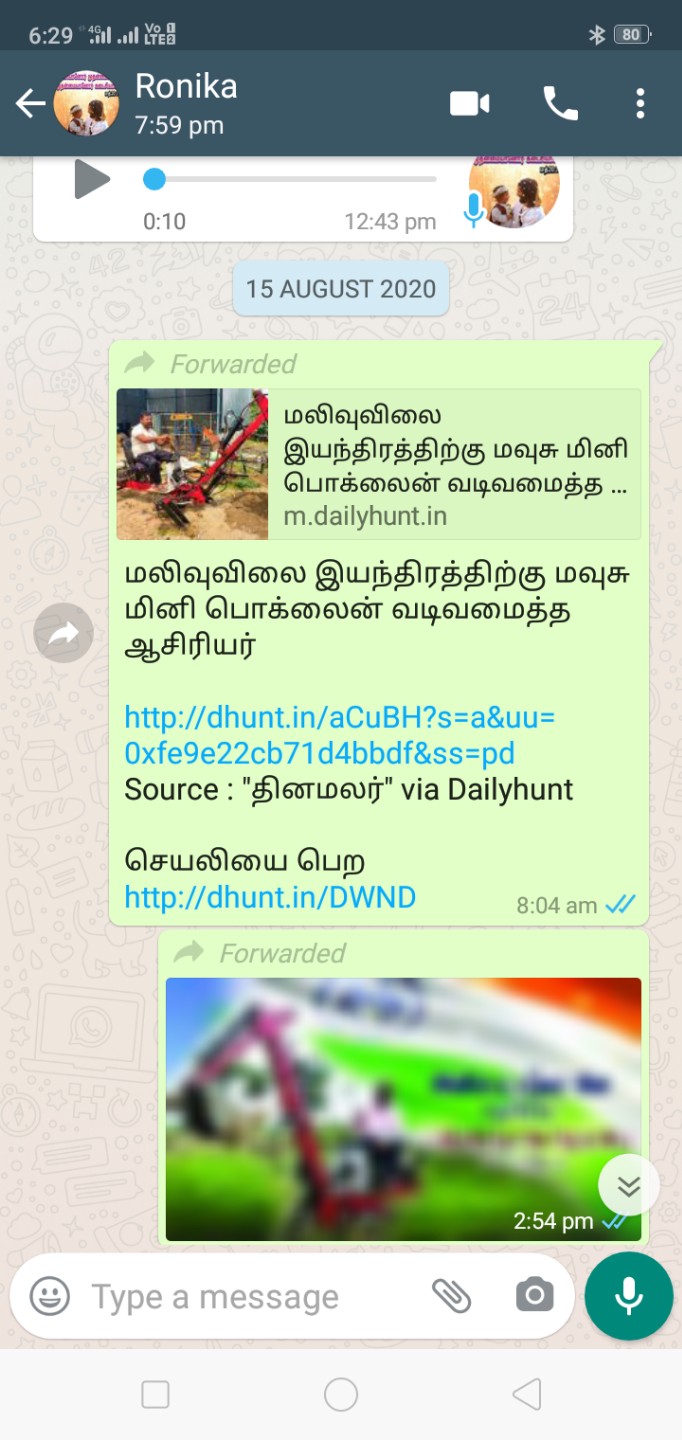 6:29 4G Vo 1 LTE 2 80
Ronika
7:59 pm
0:10 12:43 pm
15 AUGUST 2020
Forwarded
மலிவுவிலை
இயந்திரத்திற்கு மவுசு மினி
பொக்லைன் வடிவமைத்த ...
m.dailyhunt.in
மலிவுவிலை இயந்திரத்திற்கு மவுசு
மினி பொக்லைன் வடிவமைத்த
ஆசிரியர்
http://dhunt.in/aCuBH?s=a&uu=
0xfe9e22cb71d4bbdf&ss=pd
Source : "தினமலர்" via Dailyhunt
செயலியை பெற
http://dhunt.in/DWND
8:04 am
Forwarded
2:54 pm
Type a message